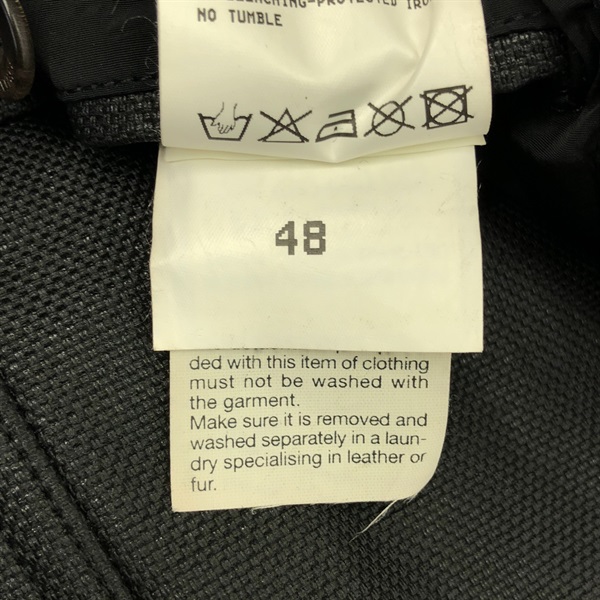 NO TUMBLE
48
ded with this item of clothing
must not be washed with
the garment.
Make sure it is removed and
washed separately in a laun-
dry specialising in leather or
fur.